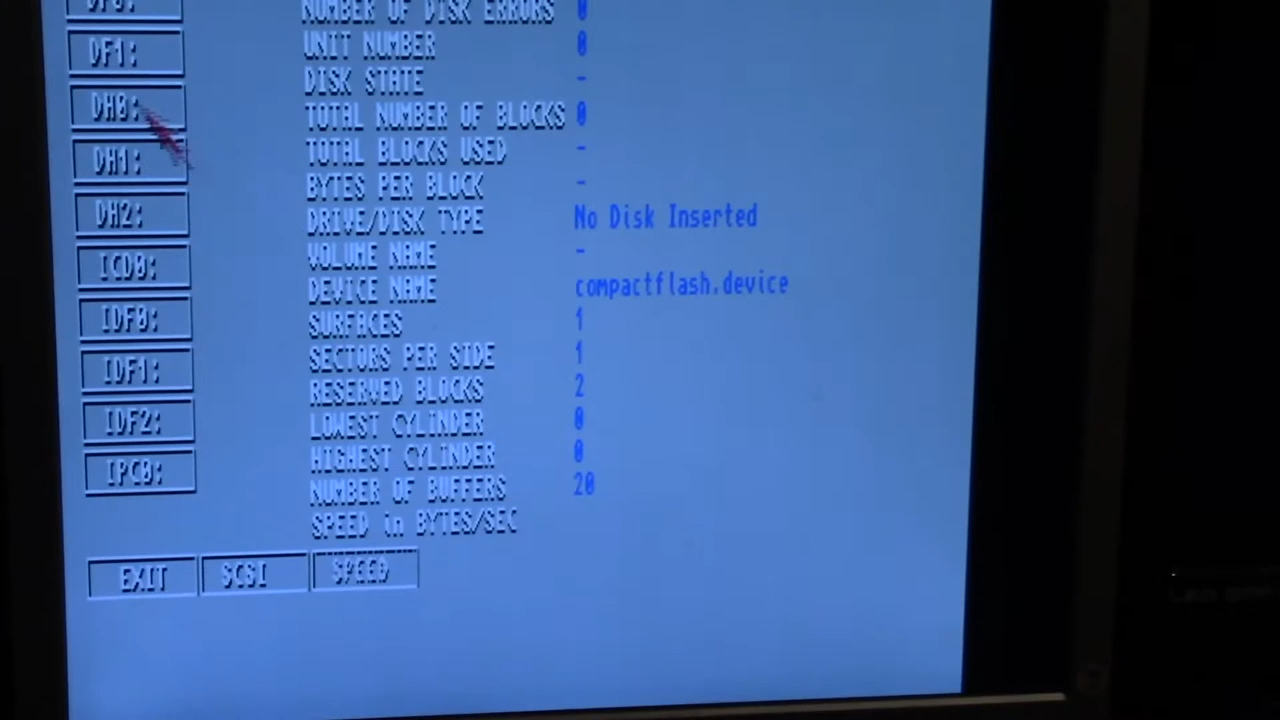 DF0: NUMBER OF DISK ERRORS 0
DF1: UNIT NUMBER 0
DISK STATE -
DH0: TOTAL NUMBER OF BLOCKS 0
DH1: TOTAL BLOCKS USED -
BYTES PER BLOCK -
DH2: DRIVE/DISK TYPE No Disk Inserted
VOLUME NAME -
ICD0: DEVICE NAME compactflash.device
IDF0: SURFACES 1
IDF1: SECTORS PER SIDE 1
RESERVED BLOCKS 2
IDF2: LOWEST CYLINDER 0
HIGHEST CYLINDER 0
IPC0: NUMBER OF BUFFERS 20
SPEED in BYTES/SEC
EXIT SCSI SPEED